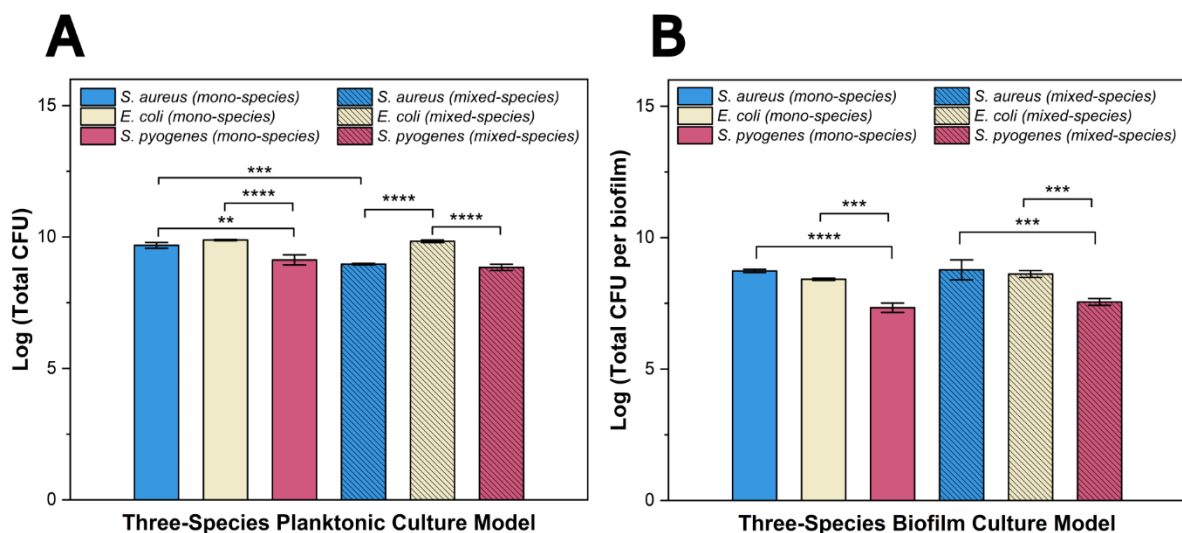 A
S. aureus (mono-species) S. aureus (mixed-species)
E. coli (mono-species) E. coli (mixed-species)
S. pyogenes (mono-species) S. pyogenes (mixed-species)
15
10
5
0
Log (Total CFU)
***
****
**
****
****
Three-Species Planktonic Culture Model
B
S. aureus (mono-species) S. aureus (mixed-species)
E. coli (mono-species) E. coli (mixed-species)
S. pyogenes (mono-species) S. pyogenes (mixed-species)
15
10
5
0
Log (Total CFU per biofilm)
***
****
***
***
Three-Species Biofilm Culture Model